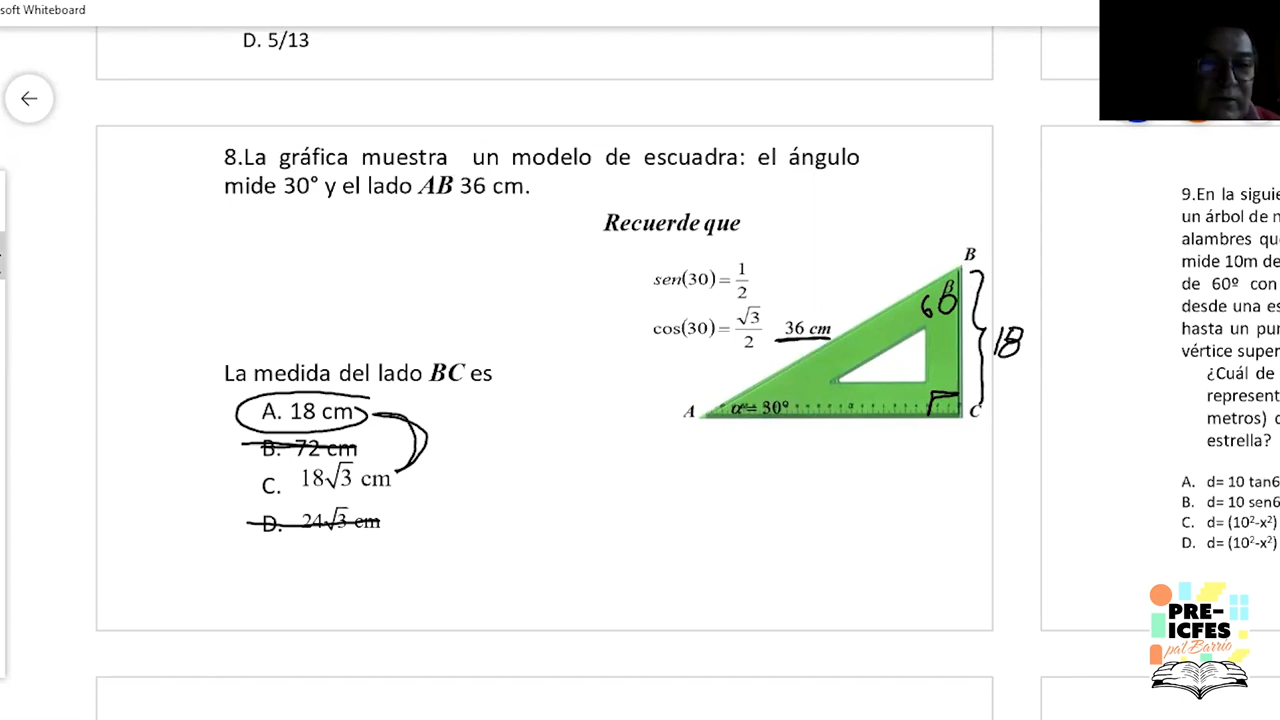 soft Whiteboard
D. 5/13
8.La gráfica muestra un modelo de escuadra: el ángulo
mide 30° y el lado AB 36 cm.
Recuerde que
sen(30)= 1/2
cos(30)= √3/2
36 cm
B
β
60
18
A
α = 30°
C
La medida del lado BC es
A. 18 cm
B. 72 cm
C. 18√3 cm
D. 24√3 cm
9.En la siguie
un árbol de
alambres qu
mide 10m de
de 60º con
desde una es
hasta un pun
vértice super
¿Cuál de
represent
metros) d
estrella?
A. d= 10 tan6
B. d= 10 sen6
C. d= (10²-x²)
D. d= (10²-x²)
PRE-
ICFES
pa'l Barrio